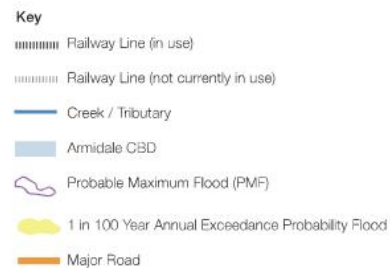 Key
Railway Line (in use)
Railway Line (not currently in use)
Creek / Tributary
Armidale CBD
Probable Maximum Flood (PMF)
1 in 100 Year Annual Exceedance Probability Flood
Major Road